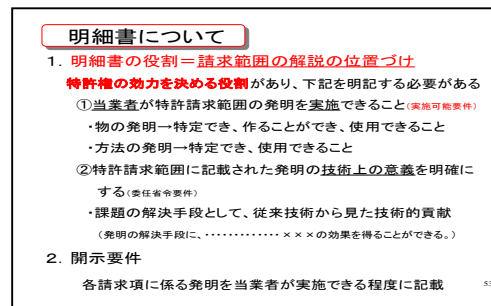 明細書について
1. 明細書の役割＝請求範囲の解説の位置づけ
特許権の効力を決める役割があり、下記を明記する必要がある
①当業者が特許請求範囲の発明を実施できること(実施可能要件)
・物の発明→特定でき、作ることができ、使用できること
・方法の発明→特定でき、使用できること
②特許請求範囲に記載された発明の技術上の意義を明確に
する(委任省令要件)
・課題の解決手段として、従来技術から見た技術的貢献
(発明の解決手段に、・・・・・・・・・・・・・×××の効果を得ることができる。)
2. 開示要件
各請求項に係る発明を当業者が実施できる程度に記載